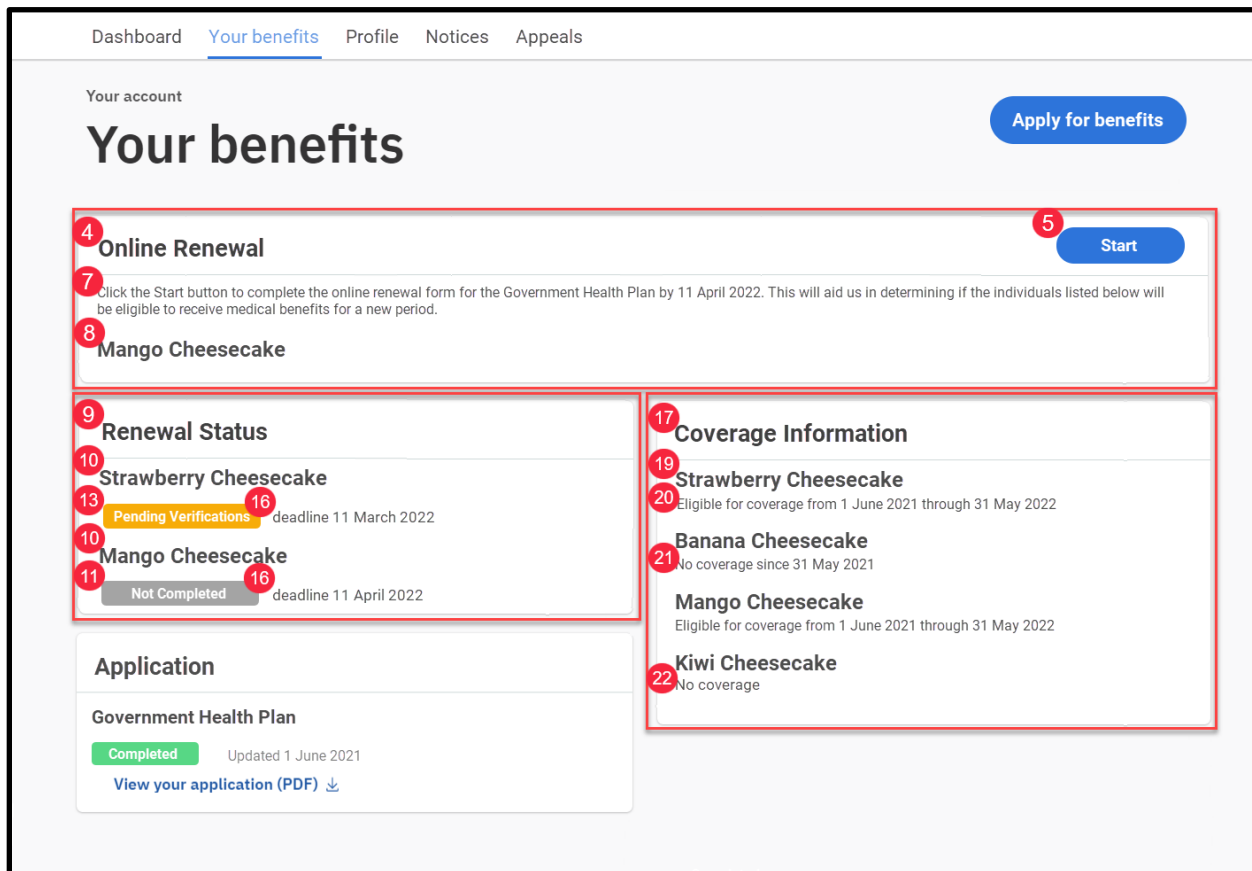 Dashboard Your benefits Profile Notices Appeals
Your account
Your benefits
Apply for benefits
4
Online Renewal
5
Start
7
Click the Start button to complete the online renewal form for the Government Health Plan by 11 April 2022. This will aid us in determining if the individuals listed below will
be eligible to receive medical benefits for a new period.
8
Mango Cheesecake
9
Renewal Status
10
Strawberry Cheesecake
13
Pending Verifications
16
deadline 11 March 2022
10
Mango Cheesecake
11
Not Completed
16
deadline 11 April 2022
17
Coverage Information
19
Strawberry Cheesecake
20
Eligible for coverage from 1 June 2021 through 31 May 2022
Banana Cheesecake
21
No coverage since 31 May 2021
Mango Cheesecake
Eligible for coverage from 1 June 2021 through 31 May 2022
Kiwi Cheesecake
22
No coverage
Application
Government Health Plan
Completed Updated 1 June 2021
View your application (PDF)